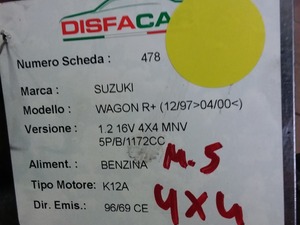 DISFACA
Numero Scheda : 478
Marca : SUZUKI
Modello : WAGON R+ (12/97>04/00<)
Versione : 1.2 16V 4X4 MNV
5P/B/1172CC
Aliment. : BENZINA M.5
Tipo Motore: K12A
Dir. Emis.: 96/69 CE 4x4